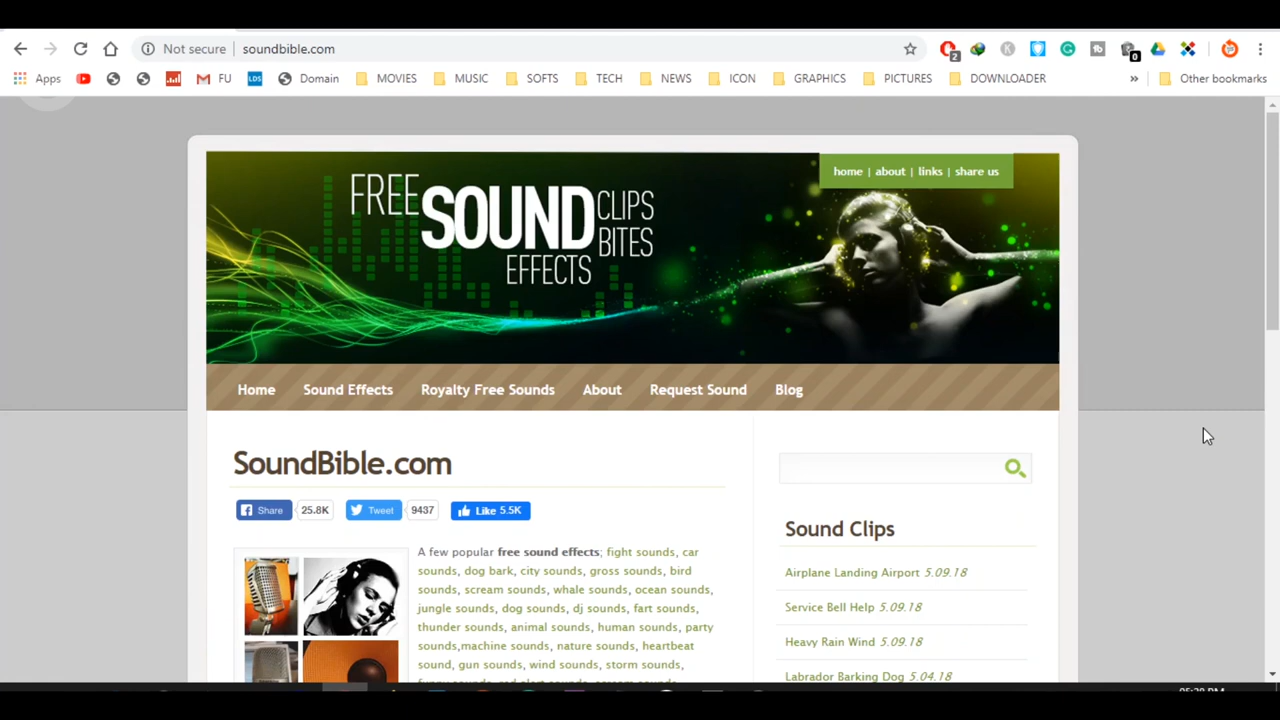 Not secure soundbible.com 2 0
Apps FU LDS Domain MOVIES MUSIC SOFTS TECH NEWS ICON GRAPHICS PICTURES DOWNLOADER » Other bookmarks
home | about | links | share us
FREE SOUND CLIPS
BITES
EFFECTS
Home Sound Effects Royalty Free Sounds About Request Sound Blog
SoundBible.com
Share 25.8K Tweet 9437 Like 5.5K
A few popular free sound effects; fight sounds, car
sounds, dog bark, city sounds, gross sounds, bird
sounds, scream sounds, whale sounds, ocean sounds,
jungle sounds, dog sounds, dj sounds, fart sounds,
thunder sounds, animal sounds, human sounds, party
sounds,machine sounds, nature sounds, heartbeat
sound, gun sounds, wind sounds, storm sounds,
Sound Clips
Airplane Landing Airport 5.09.18
Service Bell Help 5.09.18
Heavy Rain Wind 5.09.18
Labrador Barking Dog 5.04.18